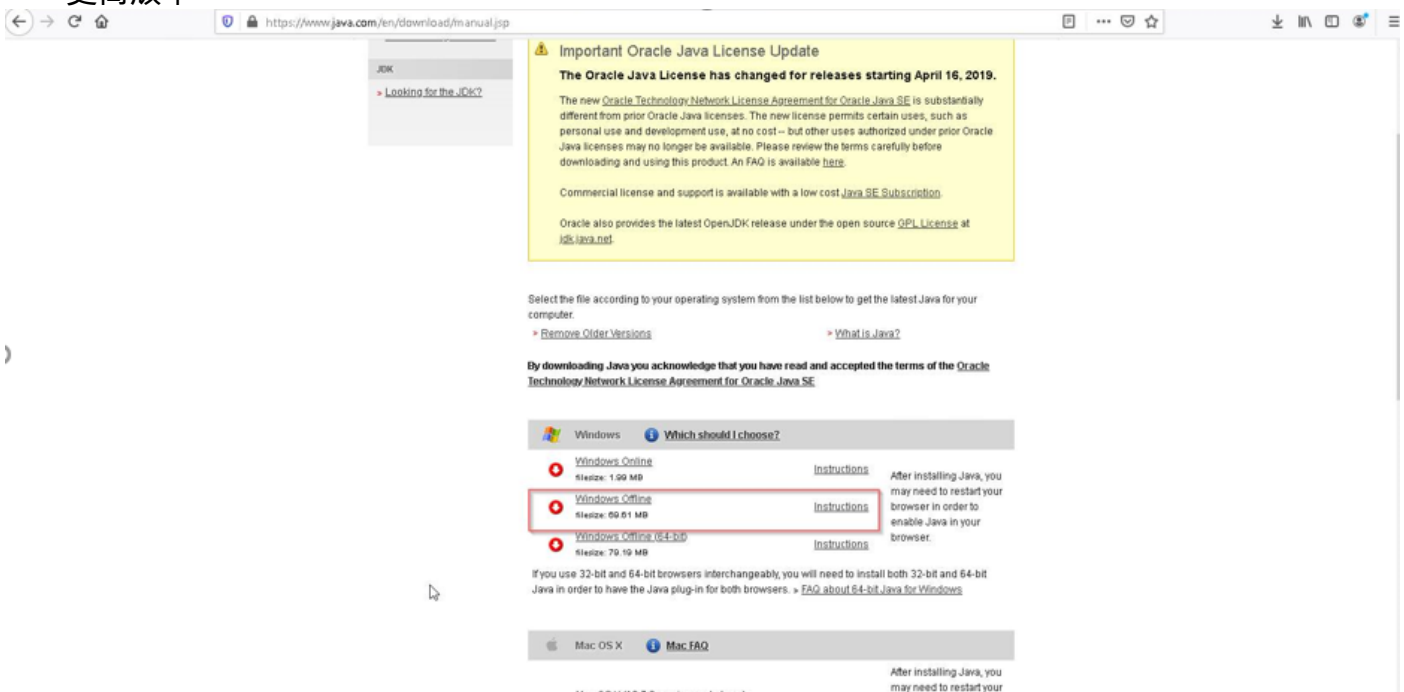 https://www.java.com/en/download/manual.jsp
JDK
» Looking for the JDK?
Important Oracle Java License Update
The Oracle Java License has changed for releases starting April 16, 2019.
The new Oracle Technology Network License Agreement for Oracle Java SE is substantially
different from prior Oracle Java licenses. The new license permits certain uses, such as
personal use and development use, at no cost -- but other uses authorized under prior Oracle
Java licenses may no longer be available. Please review the terms carefully before
downloading and using this product. An FAQ is available here.
Commercial license and support is available with a low cost Java SE Subscription.
Oracle also provides the latest OpenJDK release under the open source GPL License at
jdk.java.net.
Select the file according to your operating system from the list below to get the latest Java for your
computer.
» Remove Older Versions
» What is Java?
By downloading Java you acknowledge that you have read and accepted the terms of the Oracle
Technology Network License Agreement for Oracle Java SE
Windows
Which should I choose?
Windows Online
filesize: 1.99 MB
Instructions
Windows Offline
filesize: 69.61 MB
Instructions
Windows Offline (64-bit)
filesize: 79.19 MB
Instructions
After installing Java, you
may need to restart your
browser in order to
enable Java in your
browser.
If you use 32-bit and 64-bit browsers interchangeably, you will need to install both 32-bit and 64-bit
Java in order to have the Java plug-in for both browsers. » FAQ about 64-bit Java for Windows
Mac OS X
Mac FAQ
After installing Java, you
may need to restart your